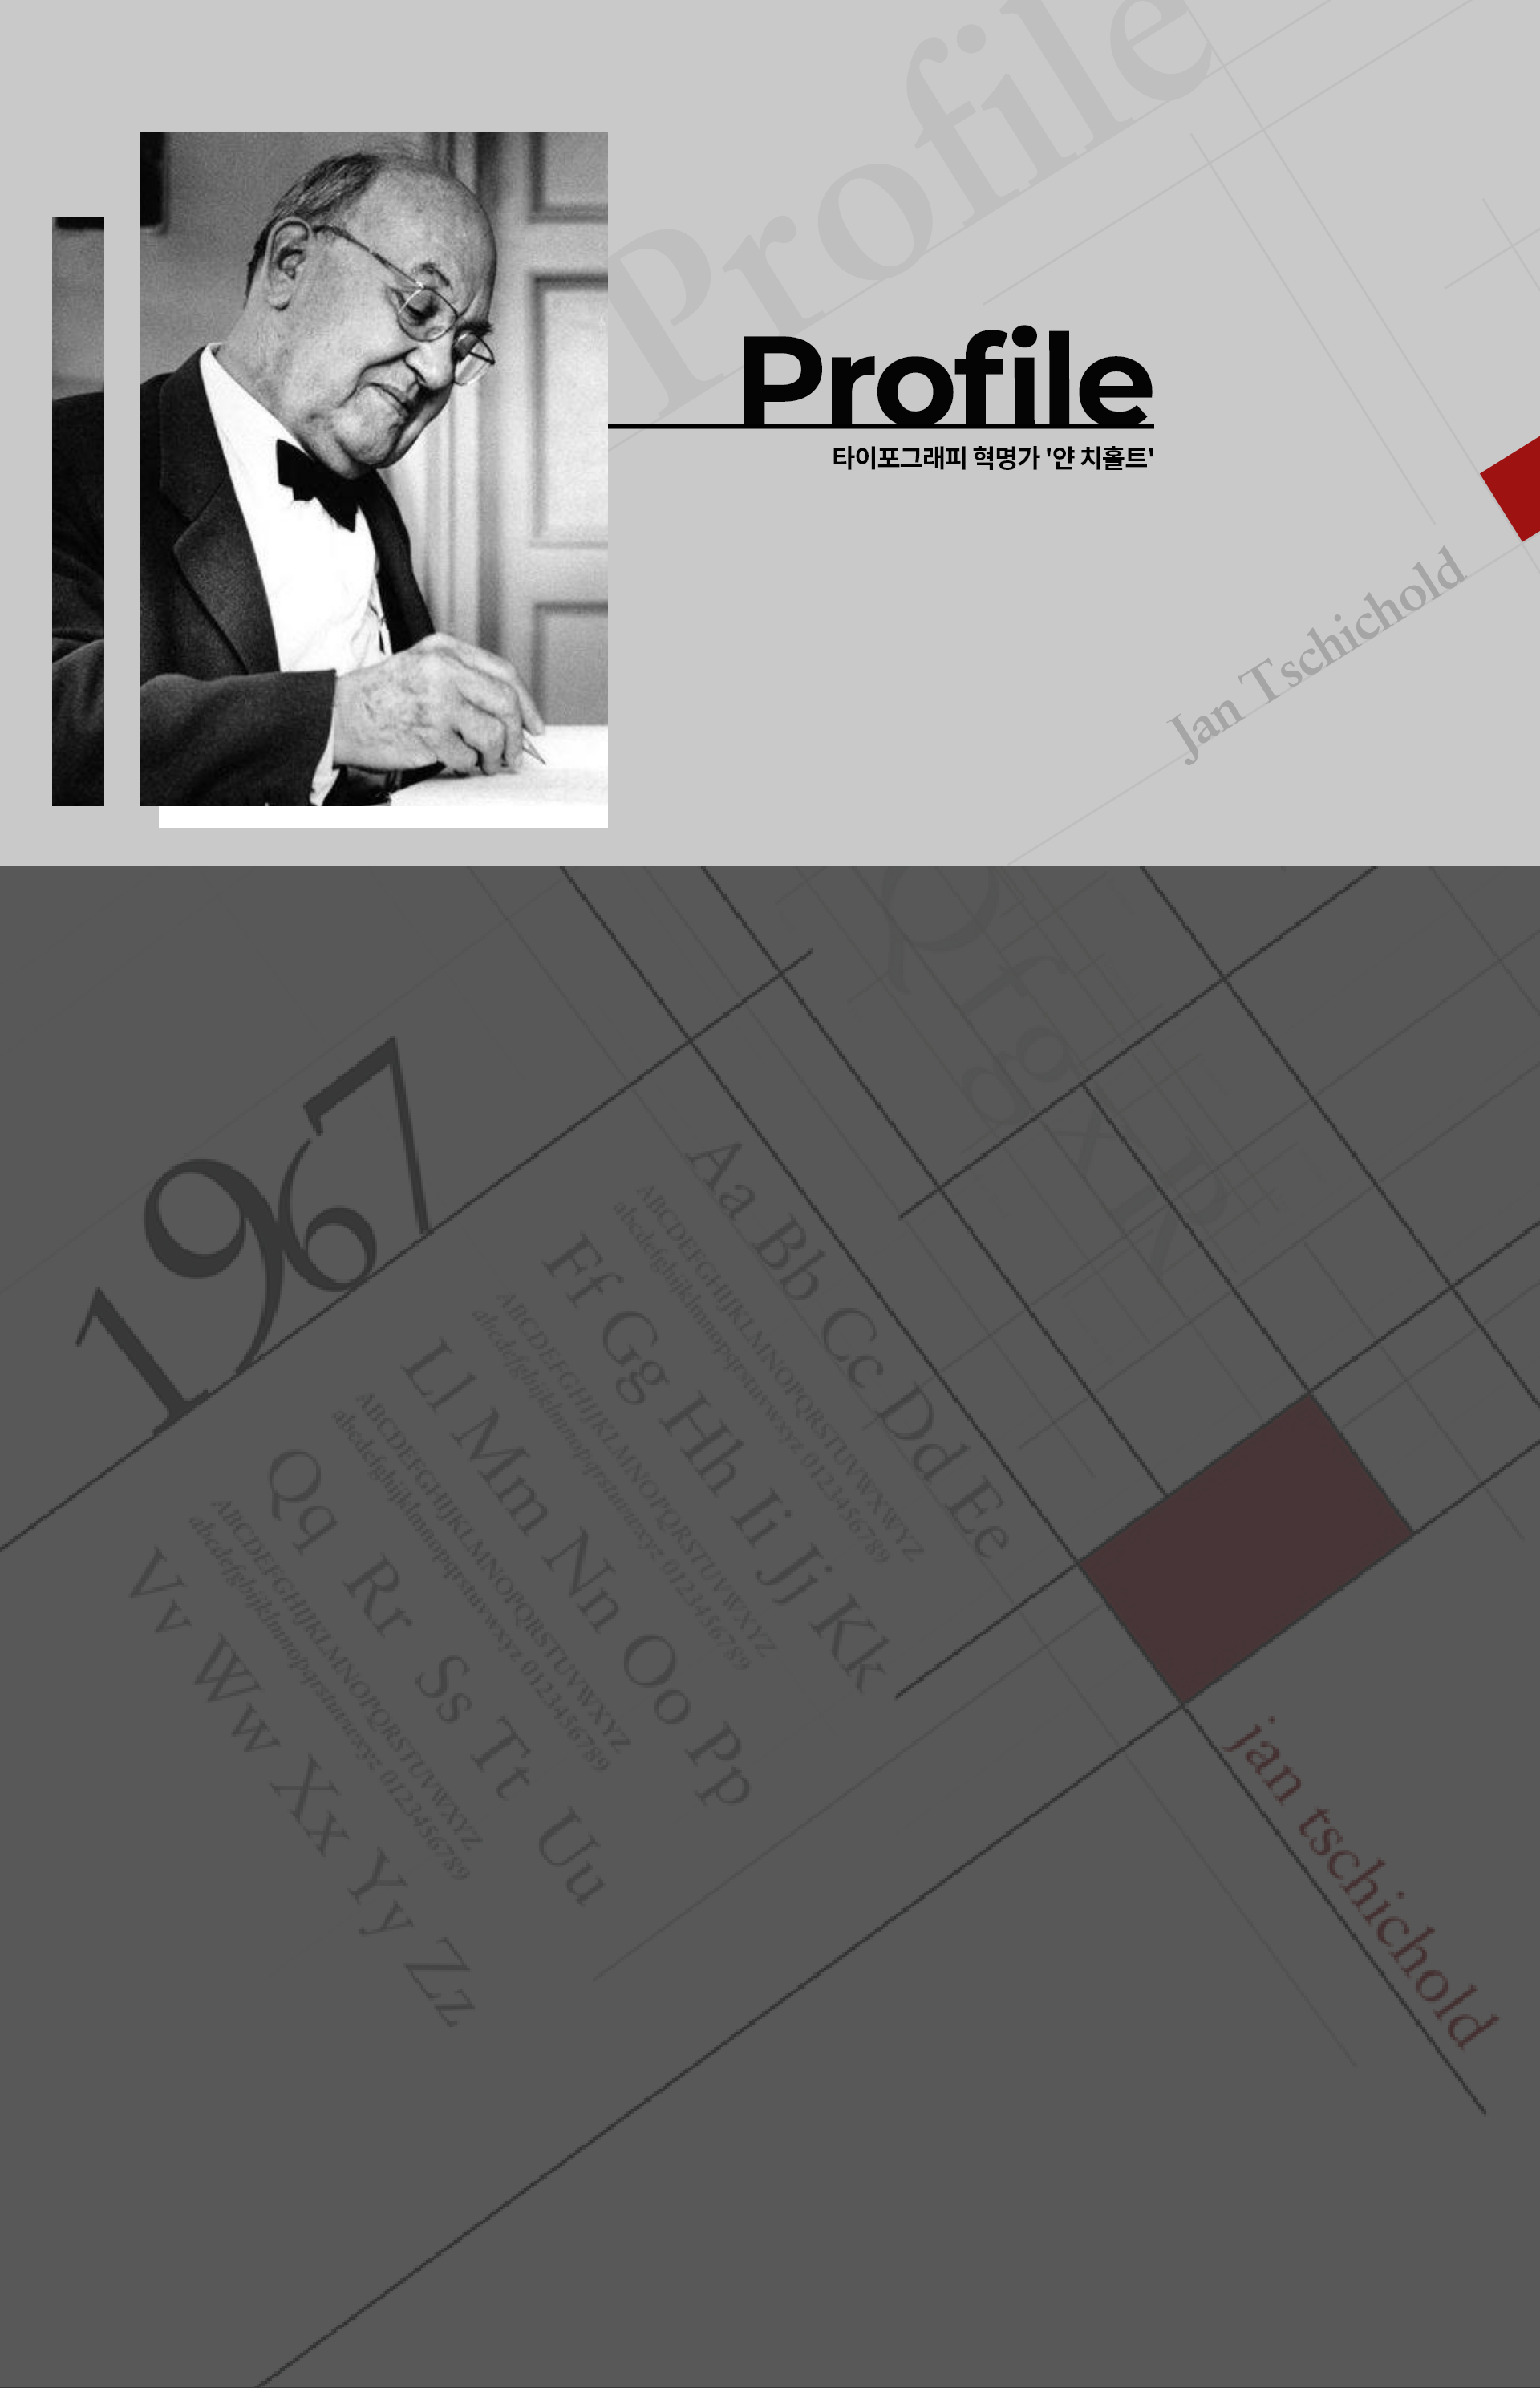 Profile
Profile
타이포그래피 혁명가 '얀 치홀트'
Jan Tschichold
1967
Aa Bb Cc Dd Ee
ABCDEFGHIJKLMNOPQRSTUVWXWYZ
abcdefghijklmnopqrstuvwxyz 0123456789
Ff Gg Hh Ii Jj Kk
ABCDEFGHIJKLMNOPQRSTUVWXYZ
abcdefghijklmnopqrstuvwxyz 0123456789
Ll Mm Nn Oo Pp
ABCDEFGHIJKLMNOPQRSTUVWXYZ
abcdefghijklmnopqrstuvwxyz 0123456789
Qq Rr Ss Tt Uu
ABCDEFGHIJKLMNOPQRSTUVWXYZ
abcdefghijklmnopqrstuvwxyz 0123456789
Vv Ww Xx Yy Zz
jan tschichold